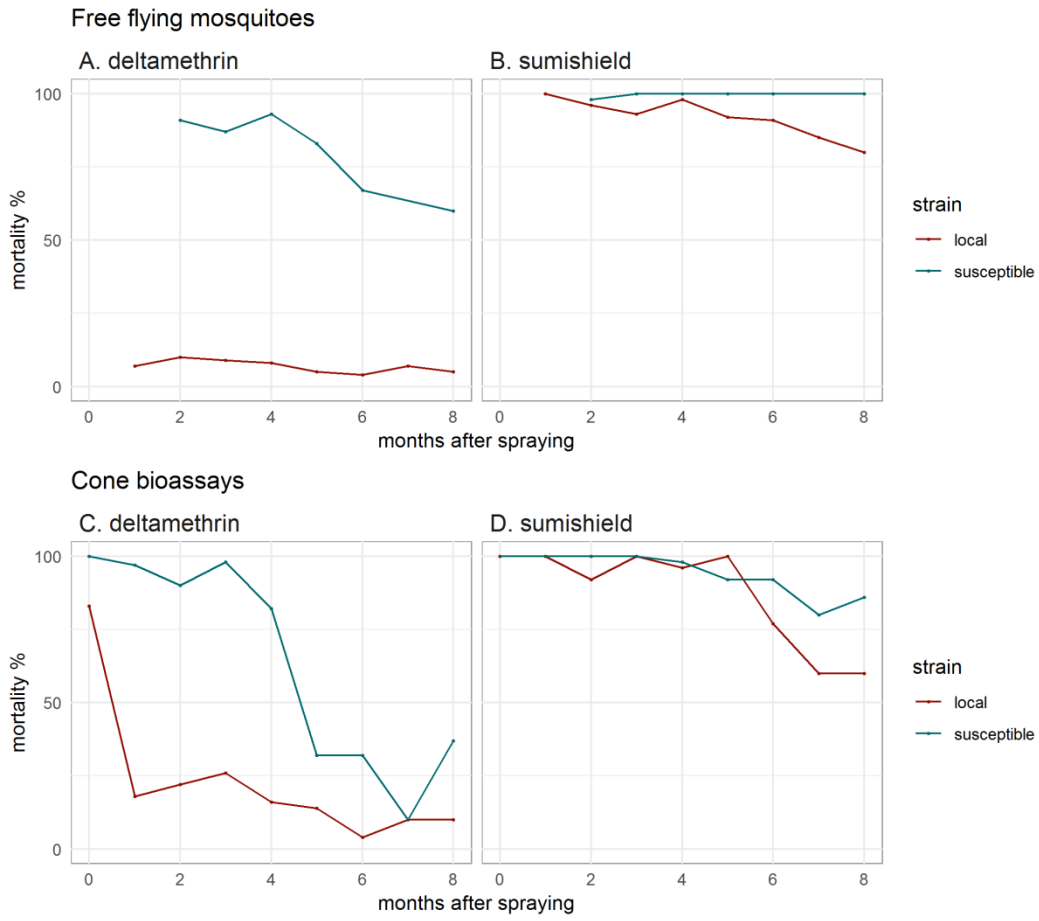 Free flying mosquitoes
A. deltamethrin
B. sumishield
mortality %
100
50
0
0 2 4 6 8
0 2 4 6 8
months after spraying
strain
local
susceptible
Cone bioassays
C. deltamethrin
D. sumishield
mortality %
100
50
0
0 2 4 6 8
0 2 4 6 8
months after spraying
strain
local
susceptible